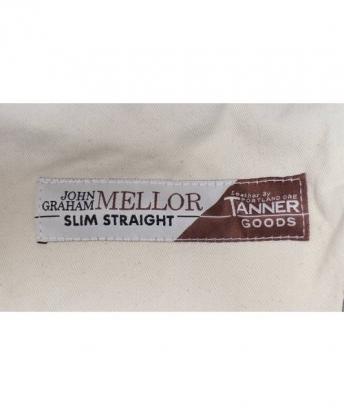 JOHN
GRAHAM MELLOR
SLIM STRAIGHT
Leather By
PORTLAND ORE
TANNER
GOODS